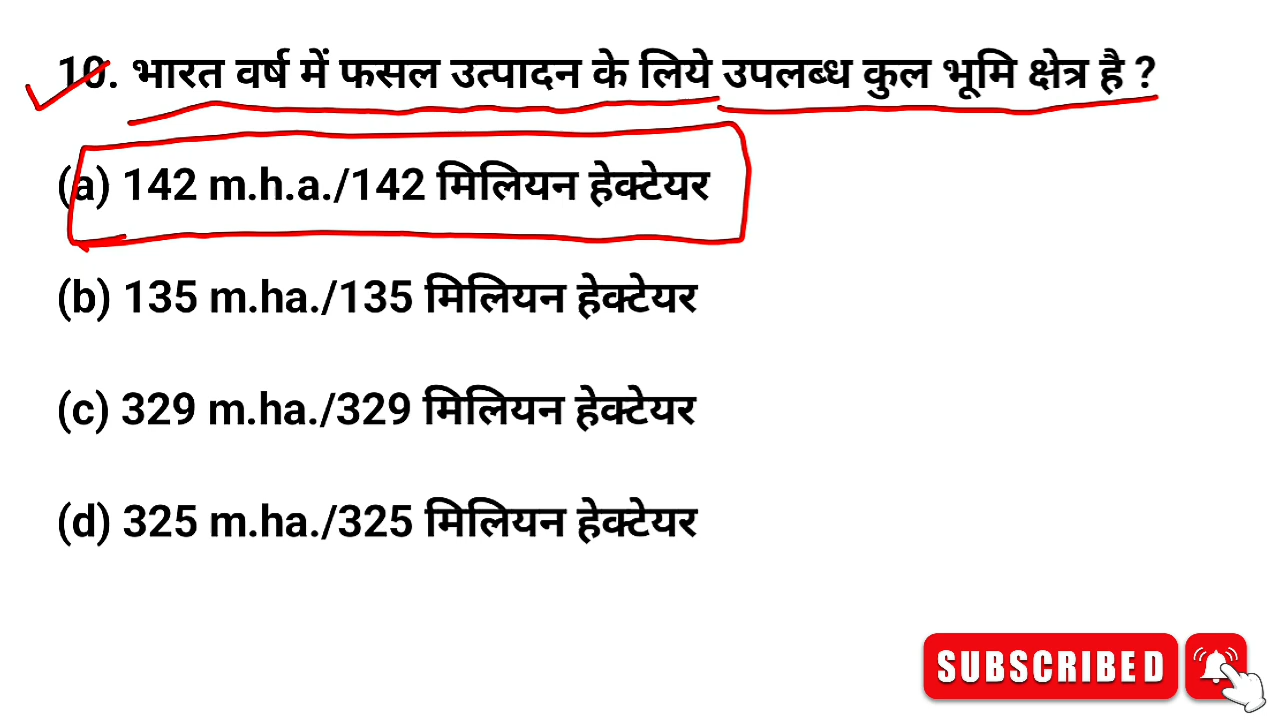 10. भारत वर्ष में फसल उत्पादन के लिये उपलब्ध कुल भूमि क्षेत्र है ?
(a) 142 m.h.a./142 मिलियन हेक्टेयर
(b) 135 m.ha./135 मिलियन हेक्टेयर
(c) 329 m.ha./329 मिलियन हेक्टेयर
(d) 325 m.ha./325 मिलियन हेक्टेयर
SUBSCRIBED